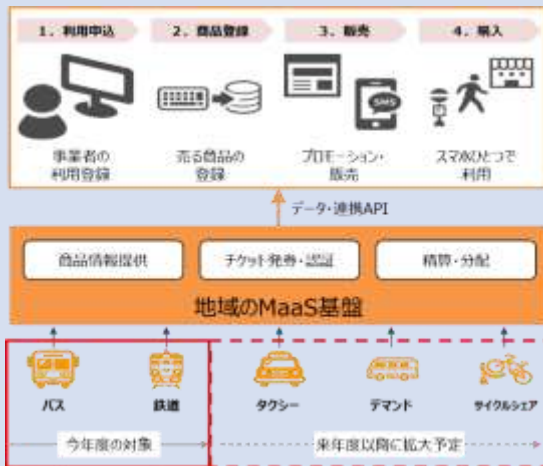 1. 利用申込
2. 商品登録
3. 販売
4. 購入
SMS
事業者の
利用登録
売る商品の
登録
プロモーション・
販売
スマホひとつで
利用
データ・連携API
商品情報提供
チケット発券・認証
精算・分配
地域のMaaS基盤
バス
鉄道
タクシー
デマンド
サイクルシェア
今年度の対象
来年度以降に拡大予定